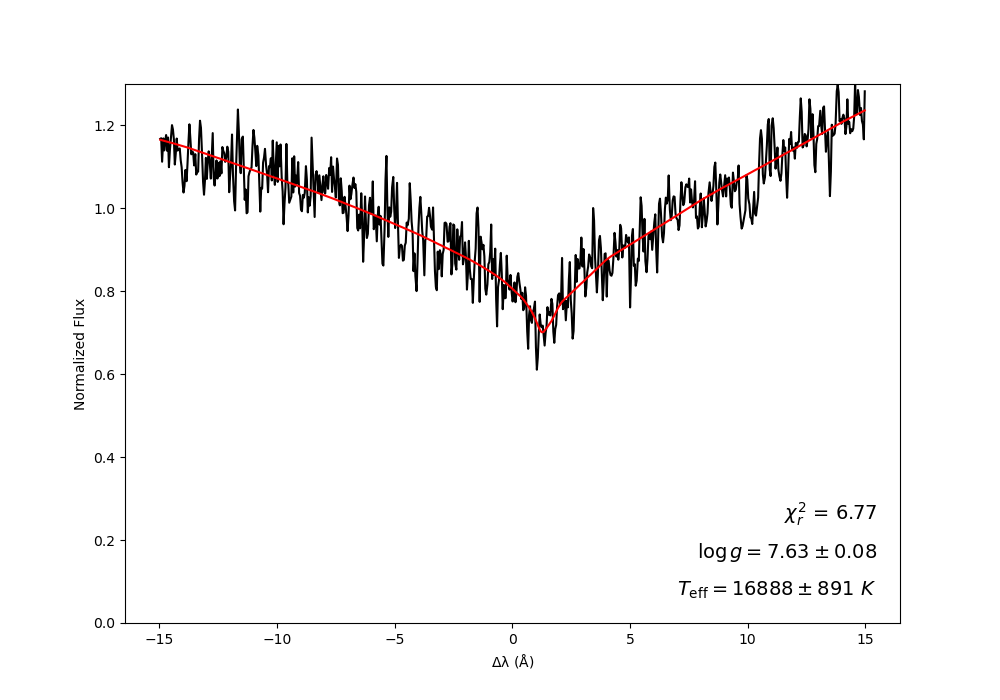 1.2
1.0
0.8
0.6
0.4
0.2
0.0
Normalized Flux
χ²ᵣ = 6.77
log g = 7.63 ± 0.08
T_eff = 16888 ± 891 K
−15 −10 −5 0 5 10 15
Δλ (Å)